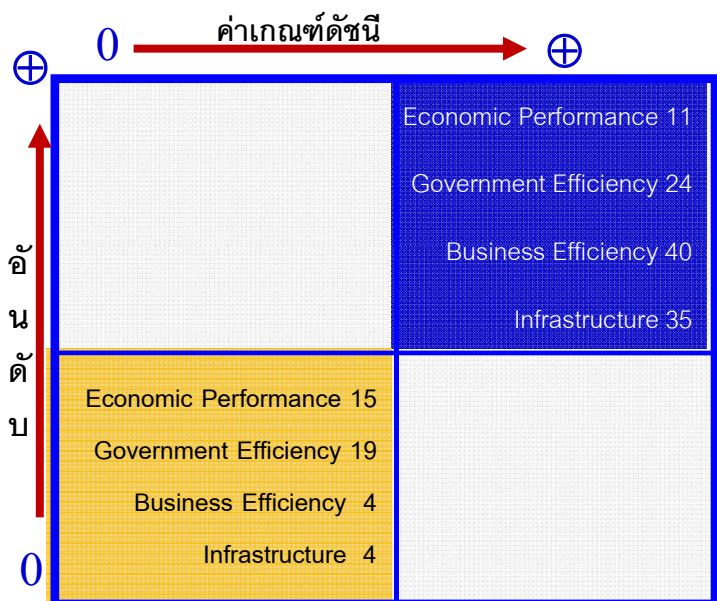 ค่าเกณฑ์ดัชนี
0
⊕
⊕
Economic Performance 11
Government Efficiency 24
Business Efficiency 40
Infrastructure 35
อันดับ
Economic Performance 15
Government Efficiency 19
Business Efficiency 4
Infrastructure 4
0